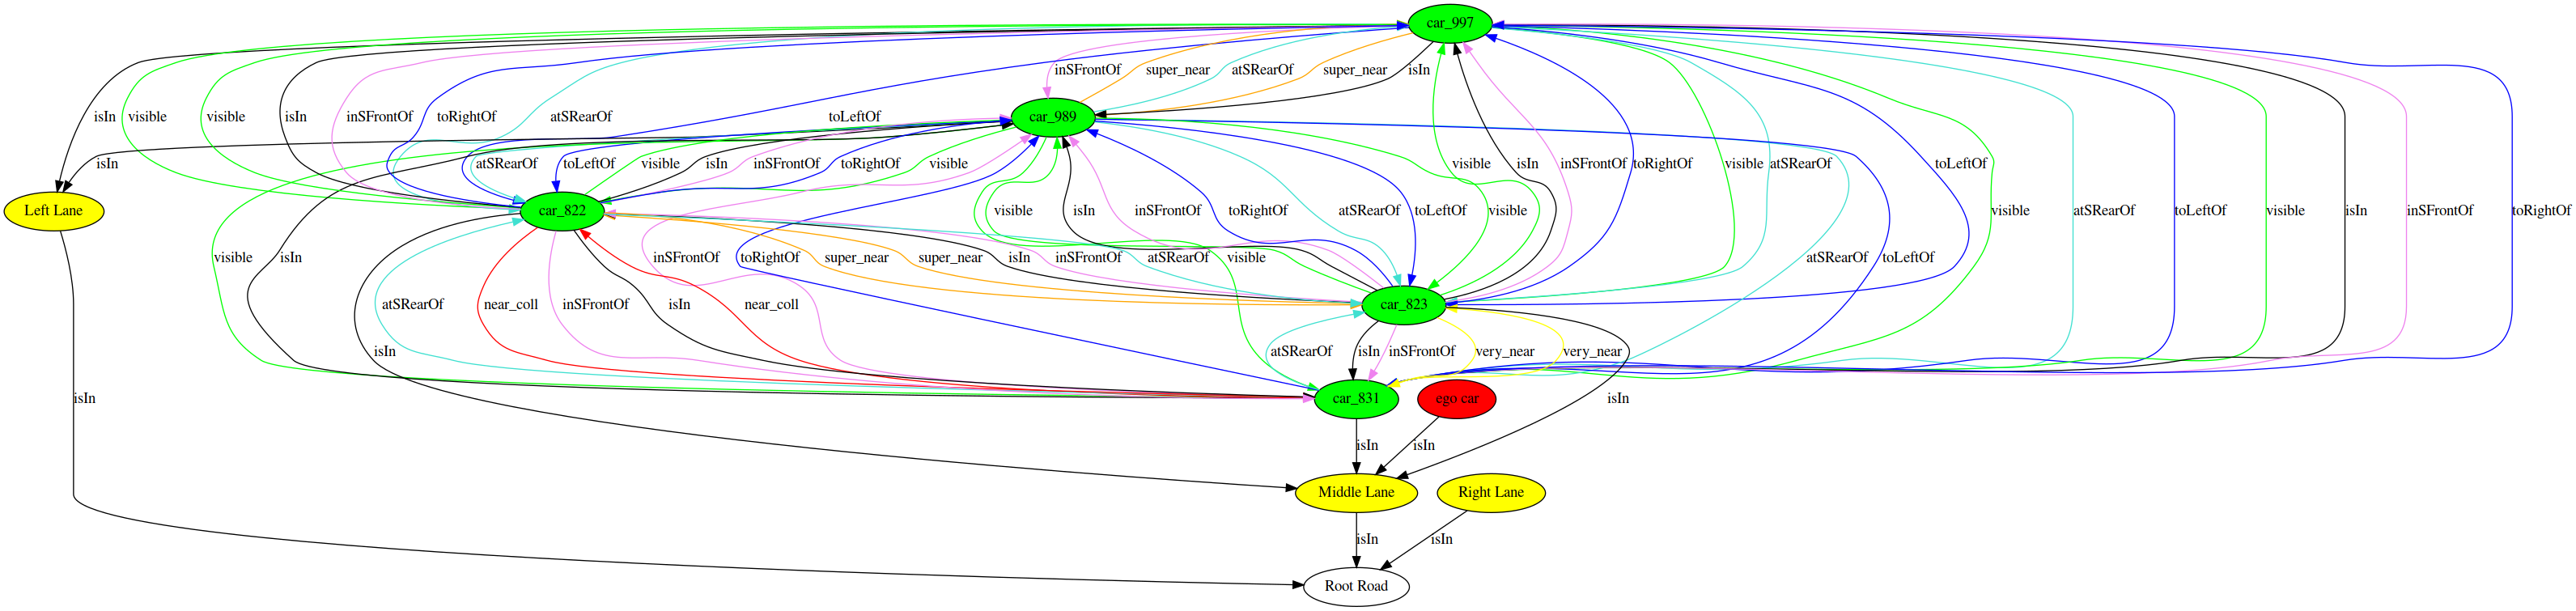 car_997
inSFrontOf super_near atSRearOf super_near isIn
isIn visible visible isIn inSFrontOf toRightOf atSRearOf toLeftOf car_989
isIn atSRearOf toLeftOf visible isIn inSFrontOf toRightOf visible visible isIn inSFrontOf toRightOf visible atSRearOf toLeftOf
Left Lane car_822 visible isIn inSFrontOf toRightOf atSRearOf toLeftOf visible visible atSRearOf toLeftOf visible isIn inSFrontOf toRightOf
visible isIn inSFrontOf toRightOf super_near super_near isIn inSFrontOf atSRearOf visible atSRearOf toLeftOf
atSRearOf near_coll inSFrontOf isIn near_coll car_823
isIn atSRearOf isIn inSFrontOf very_near very_near
isIn car_831 ego car isIn
isIn isIn
Middle Lane Right Lane
isIn isIn
Root Road